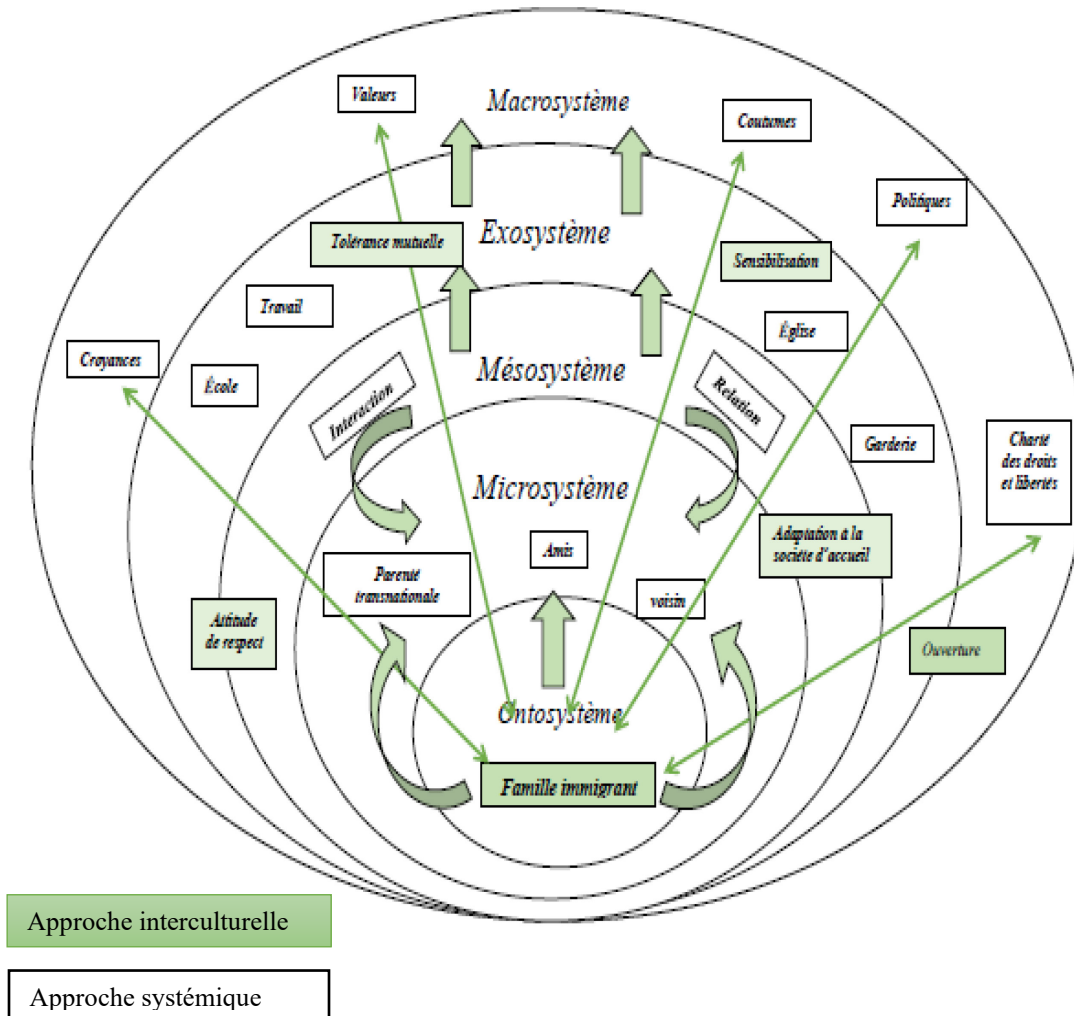 Valeurs
Macrosystème
Coutumes
Politiques
Tolérance mutuelle
Exosystème
Sensibilisation
Travail
Église
Croyances
École
Mésosystème
Interaction
Relation
Garderie
Charté
des droits
et libertés
Microsystème
Amis
Adaptation à la
société d'accueil
Parenté
transnationale
voisin
Attitude
de respect
Ouverture
Ontosystème
Famille immigrant
Approche interculturelle
Approche systémique